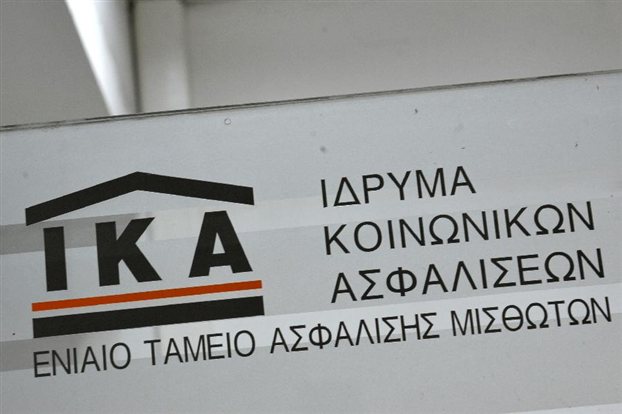 ΙΚΑ
ΙΔΡΥΜΑ
ΚΟΙΝΩΝΙΚΩΝ
ΑΣΦΑΛΙΣΕΩΝ
ΕΝΙΑΙΟ ΤΑΜΕΙΟ ΑΣΦΑΛΙΣΗΣ ΜΙΣΘΩΤΩΝ